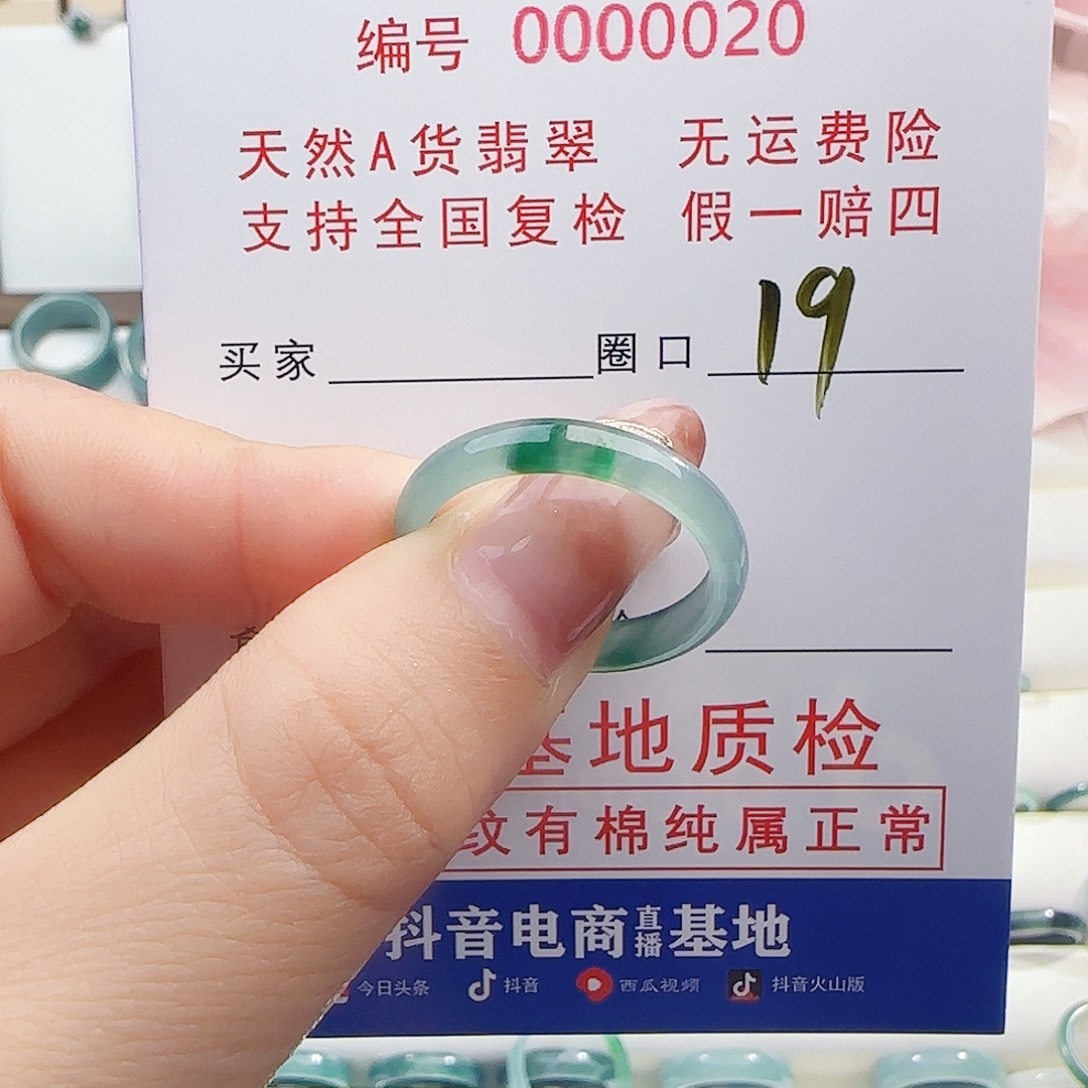 编号 0000020
天然A货翡翠 无运费险
支持全国复检 假一赔四
买家 圈口 19
基地质检
纹有棉纯属正常
抖音电商直播基地
今日头条 抖音 西瓜视频 抖音火山版